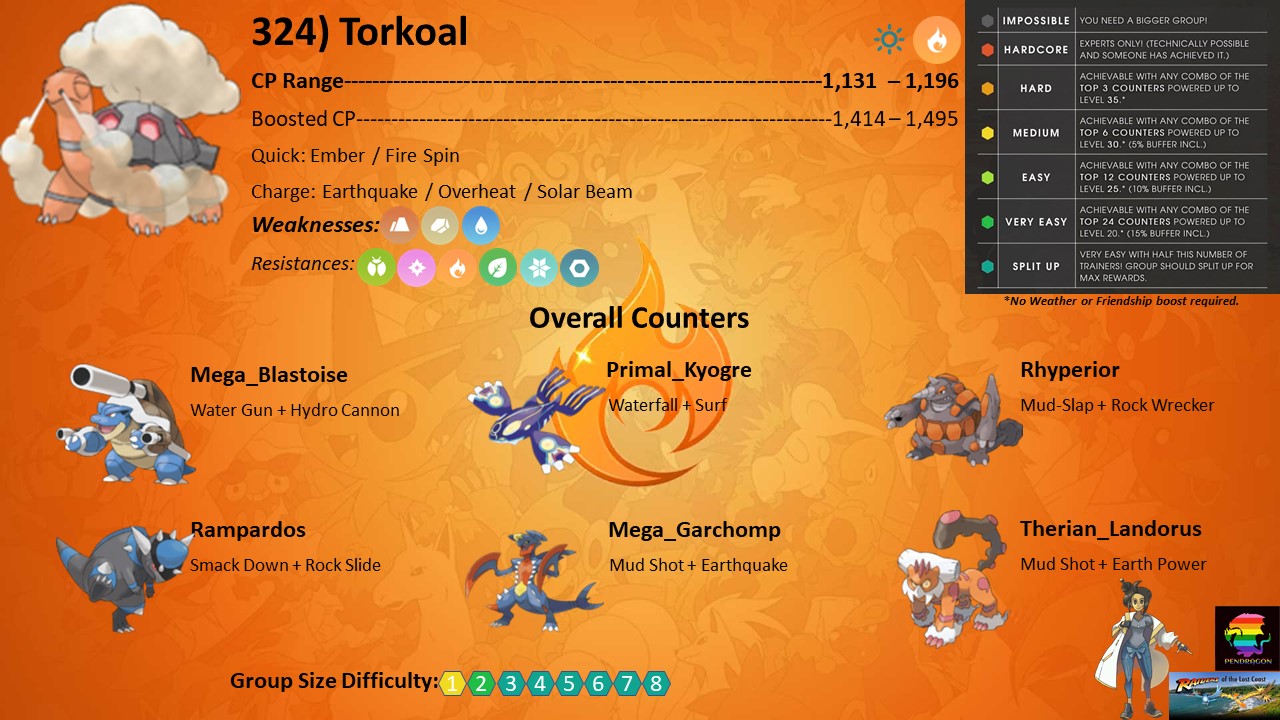 324) Torkoal
CP Range--------------------------------------------------------------------------------1,131 – 1,196
Boosted CP--------------------------------------------------------------------------------1,414 – 1,495
Quick: Ember / Fire Spin
Charge: Earthquake / Overheat / Solar Beam
Weaknesses:
Resistances:
IMPOSSIBLE YOU NEED A BIGGER GROUP!
HARDCORE EXPERTS ONLY! (TECHNICALLY POSSIBLE
AND SOMEONE HAS ACHIEVED IT.)
HARD ACHIEVABLE WITH ANY COMBO OF THE
TOP 3 COUNTERS POWERED UP TO
LEVEL 35.*
MEDIUM ACHIEVABLE WITH ANY COMBO OF THE
TOP 6 COUNTERS POWERED UP TO
LEVEL 30.* (5% BUFFER INCL.)
EASY ACHIEVABLE WITH ANY COMBO OF THE
TOP 12 COUNTERS POWERED UP TO
LEVEL 25.* (10% BUFFER INCL.)
VERY EASY ACHIEVABLE WITH ANY COMBO OF THE
TOP 24 COUNTERS POWERED UP TO
LEVEL 20.* (15% BUFFER INCL.)
SPLIT UP VERY EASY WITH HALF THIS NUMBER OF
TRAINERS! GROUP SHOULD SPLIT UP FOR
MAX REWARDS.
*No Weather or Friendship boost required.
Overall Counters
Mega_Blastoise
Water Gun + Hydro Cannon
Primal_Kyogre
Waterfall + Surf
Rhyperior
Mud-Slap + Rock Wrecker
Rampardos
Smack Down + Rock Slide
Mega_Garchomp
Mud Shot + Earthquake
Therian_Landorus
Mud Shot + Earth Power
Group Size Difficulty: 1 2 3 4 5 6 7 8
PENDRAGON
RAIDERS of the Lost Coast